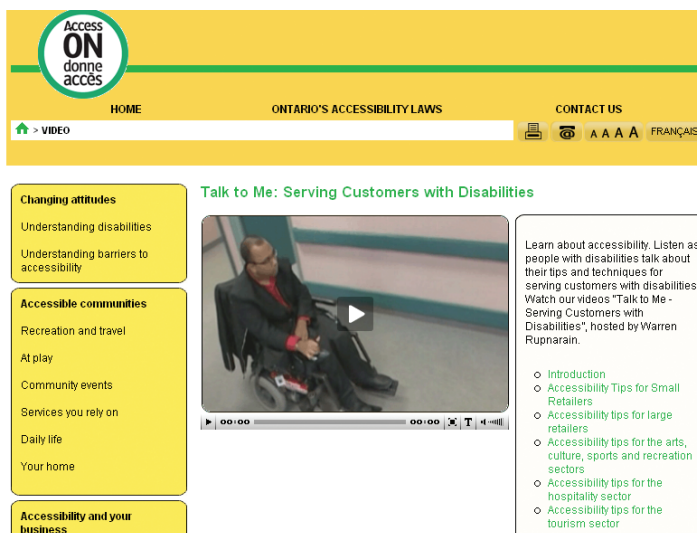 Access
ON
donne
accès
HOME
ONTARIO'S ACCESSIBILITY LAWS
CONTACT US
> VIDEO
A A A A
FRANÇAIS
Changing attitudes
Understanding disabilities
Understanding barriers to
accessibility
Accessible communities
Recreation and travel
At play
Community events
Services you rely on
Daily life
Your home
Accessibility and your
business
Talk to Me: Serving Customers with Disabilities
00:00
00:00
T
Learn about accessibility. Listen as
people with disabilities talk about
their tips and techniques for
serving customers with disabilities
Watch our videos "Talk to Me -
Serving Customers with
Disabilities", hosted by Warren
Rupnarain.
Introduction
Accessibility Tips for Small
Retailers
Accessibility tips for large
retailers
Accessibility tips for the arts,
culture, sports and recreation
sectors
Accessibility tips for the
hospitality sector
Accessibility tips for the
tourism sector